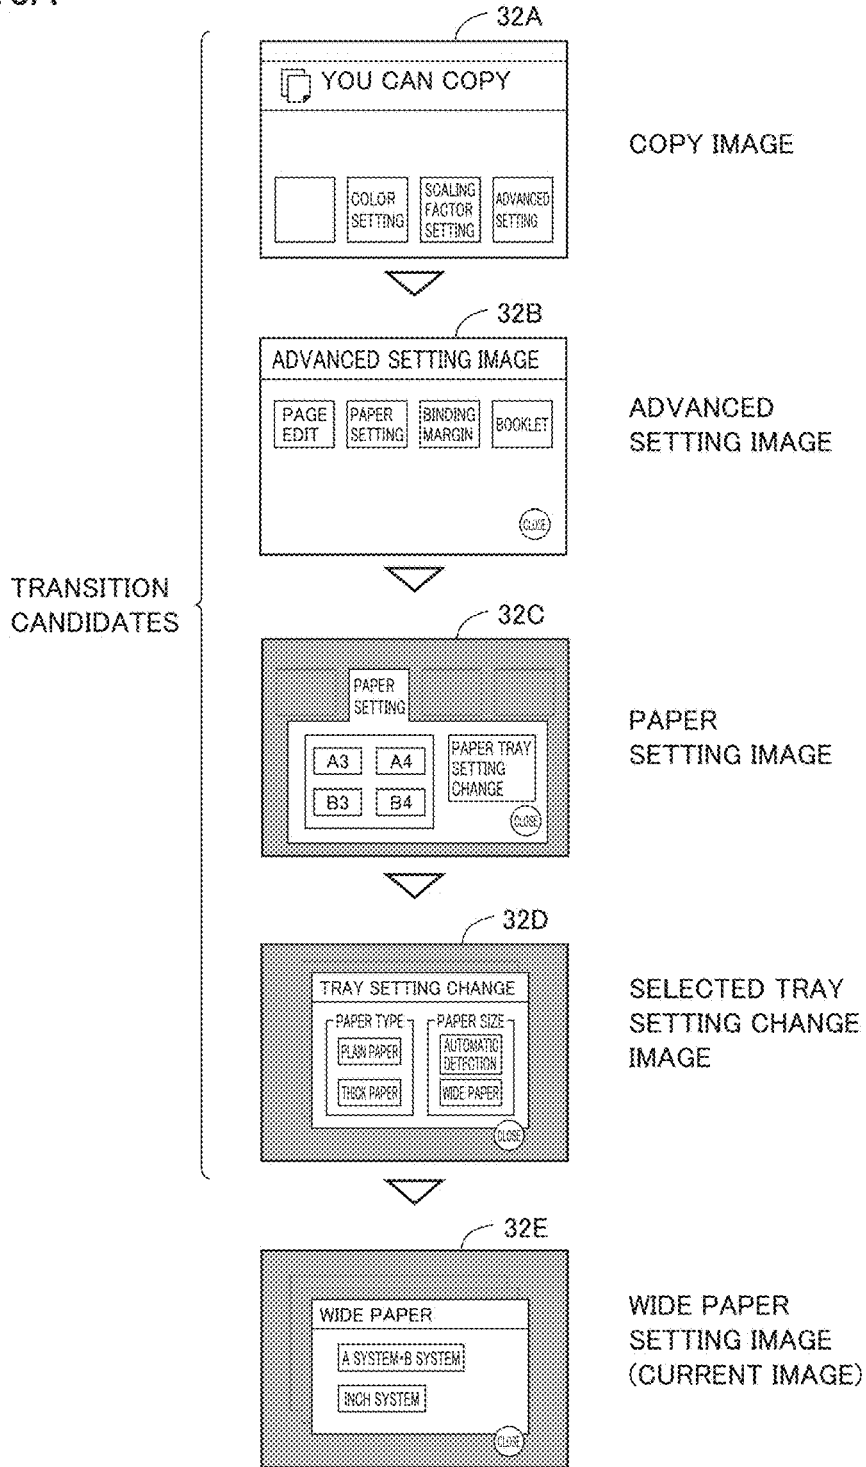 32A
YOU CAN COPY
COPY IMAGE
COLOR
SETTING
SCALING
FACTOR
SETTING
ADVANCED
SETTING
32B
ADVANCED SETTING IMAGE
PAGE
EDIT
PAPER
SETTING
BINDING
MARGIN
BOOKLET
CLOSE
ADVANCED
SETTING IMAGE
TRANSITION
CANDIDATES
32C
PAPER
SETTING
A3
A4
B3
B4
PAPER TRAY
SETTING
CHANGE
CLOSE
PAPER
SETTING IMAGE
32D
TRAY SETTING CHANGE
PAPER TYPE
PLAIN PAPER
THICK PAPER
PAPER SIZE
AUTOMATIC
DETECTION
WIDE PAPER
CLOSE
SELECTED TRAY
SETTING CHANGE
IMAGE
32E
WIDE PAPER
A SYSTEM•B SYSTEM
INCH SYSTEM
CLOSE
WIDE PAPER
SETTING IMAGE
(CURRENT IMAGE)